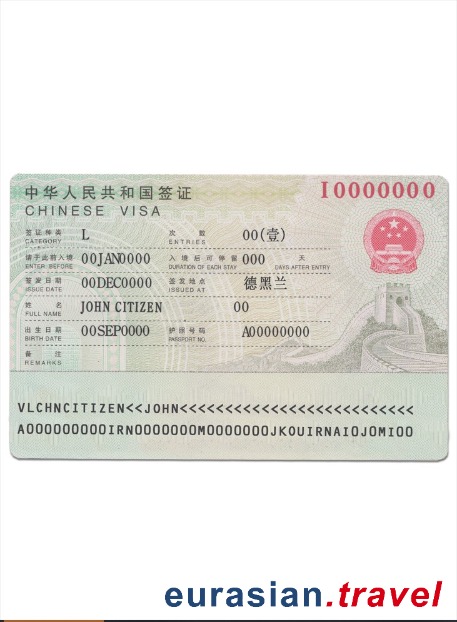 中华人民共和国签证 I0000000
CHINESE VISA
签证种类 L 次数 00(壹)
CATEGORY ENTRIES
请于此前入境 00JAN0000 入境后可停留 000 天
ENTER BEFORE DURATION OF EACH STAY DAYS AFTER ENTRY
签发日期 00DEC0000 签发地点 德黑兰
ISSUE DATE ISSUED AT
姓名 JOHN CITIZEN 00
FULL NAME
出生日期 00SEP0000 护照号码 A00000000
BIRTH DATE PASSPORT NO.
备注
REMARKS
VLCHNCITIZEN<<JOHN<<<<<<<<<<<<<<<<<<<<<<<<<<
A000000000IRN0000000M0000000JK0UIRNAI0J0MI00
eurasian.travel